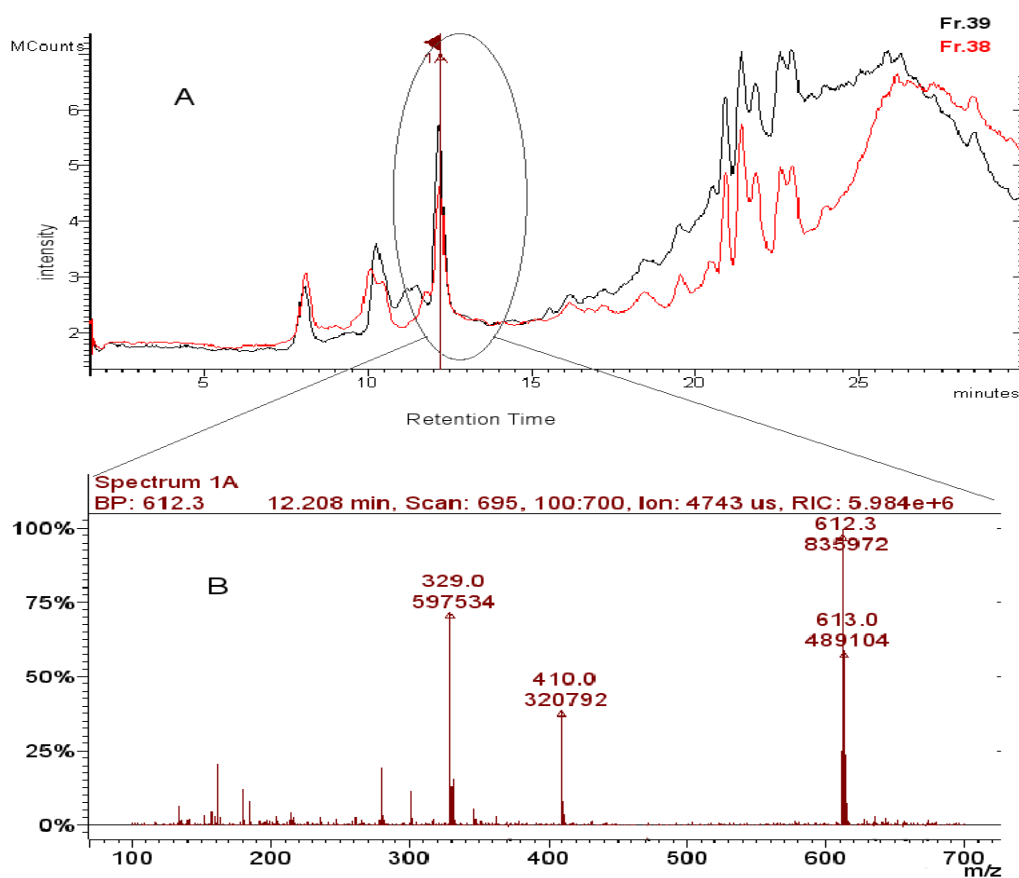 Fr.39
Fr.38
MCounts
A
1
6
5
4
3
2
intensity
5 10 15 20 25
minutes
Retention Time
Spectrum 1A
BP: 612.3 12.208 min, Scan: 695, 100:700, Ion: 4743 us, RIC: 5.984e+6
100%
75%
50%
25%
0%
B
612.3
835972
329.0
597534
613.0
489104
410.0
320792
100 200 300 400 500 600 700
m/z